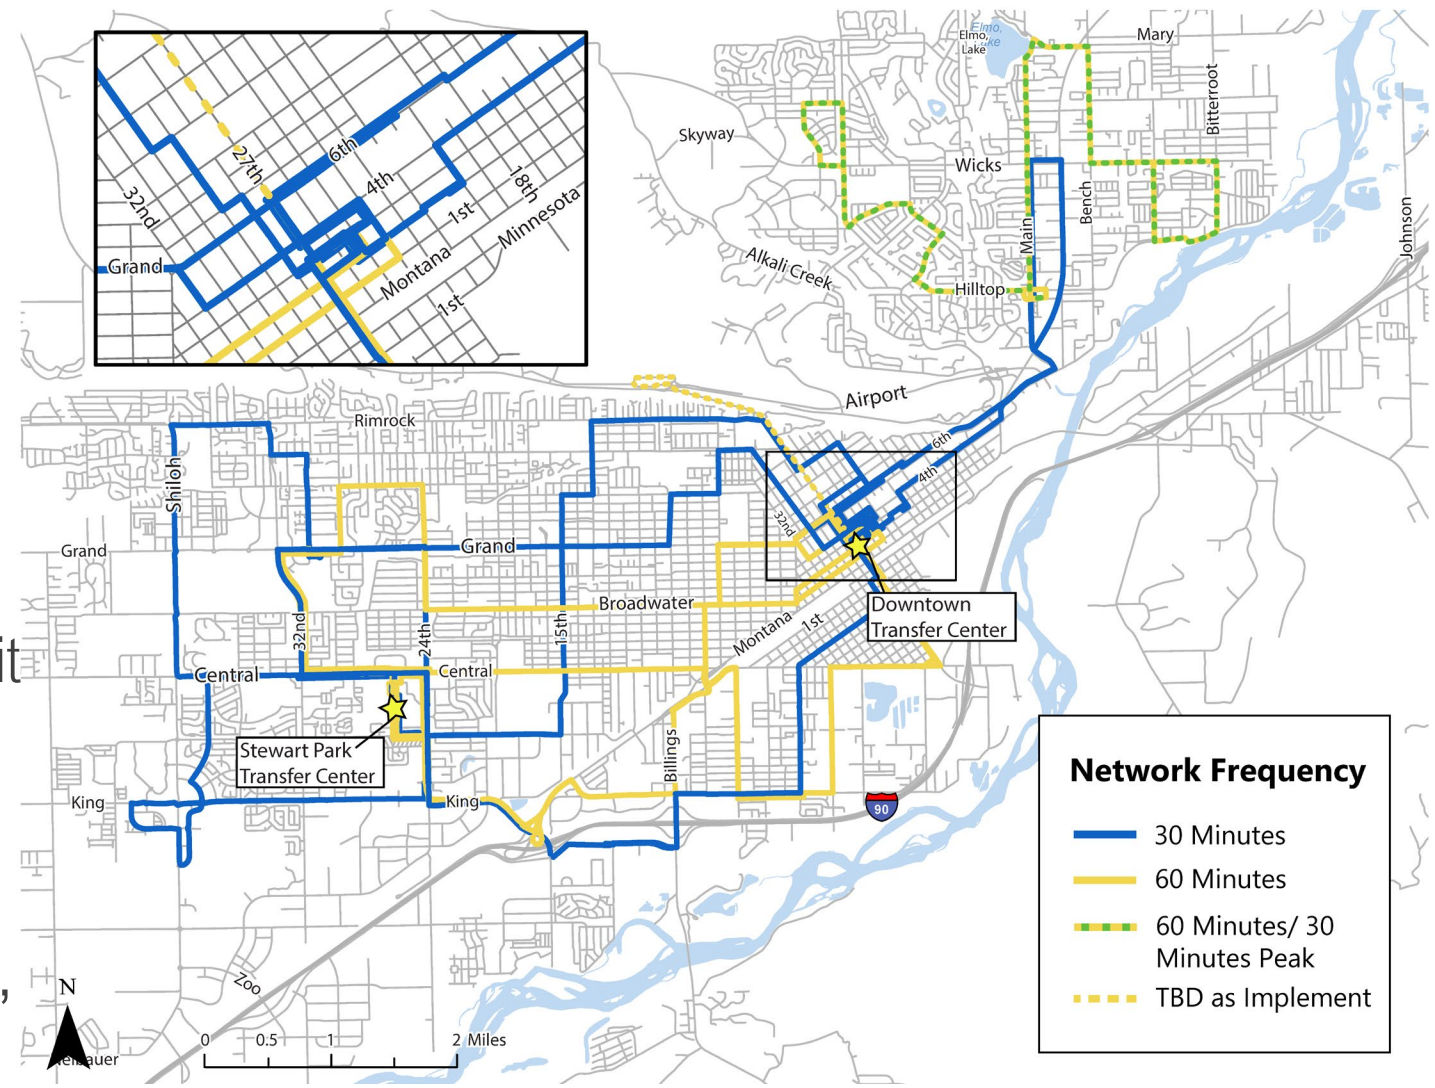 27th
6th
4th
32nd
18th
1st
Minnesota
Montana
1st
Grand
Elmo,
Lake
Elmo,
Lake
Mary
Bitterroot
Skyway
Wicks
Bench
Main
Johnson
Alkali Creek
Hilltop
Airport
Rimrock
6th
4th
Shiloh
32nd
Grand
Grand
Broadwater
Downtown
Transfer Center
32nd
24th
15th
Montana
1st
it
Central
Central
Stewart Park
Transfer Center
Billings
King
King
90
Network Frequency
30 Minutes
60 Minutes
60 Minutes/ 30
Minutes Peak
TBD as Implement
Zoo
,
N
0 0.5 1 2 Miles